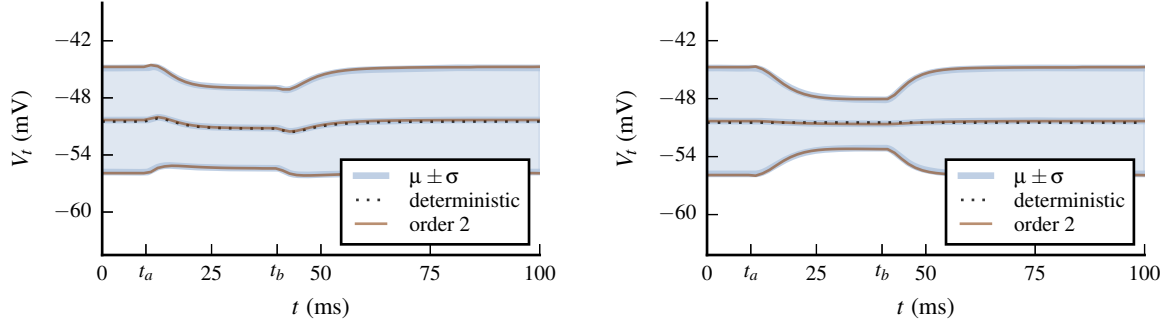 −42
−48
−54
−60
V_t (mV)
μ ± σ
deterministic
order 2
0
t_a
25
t_b
50
75
100
t (ms)
−42
−48
−54
−60
V_t (mV)
μ ± σ
deterministic
order 2
0
t_a
25
t_b
50
75
100
t (ms)